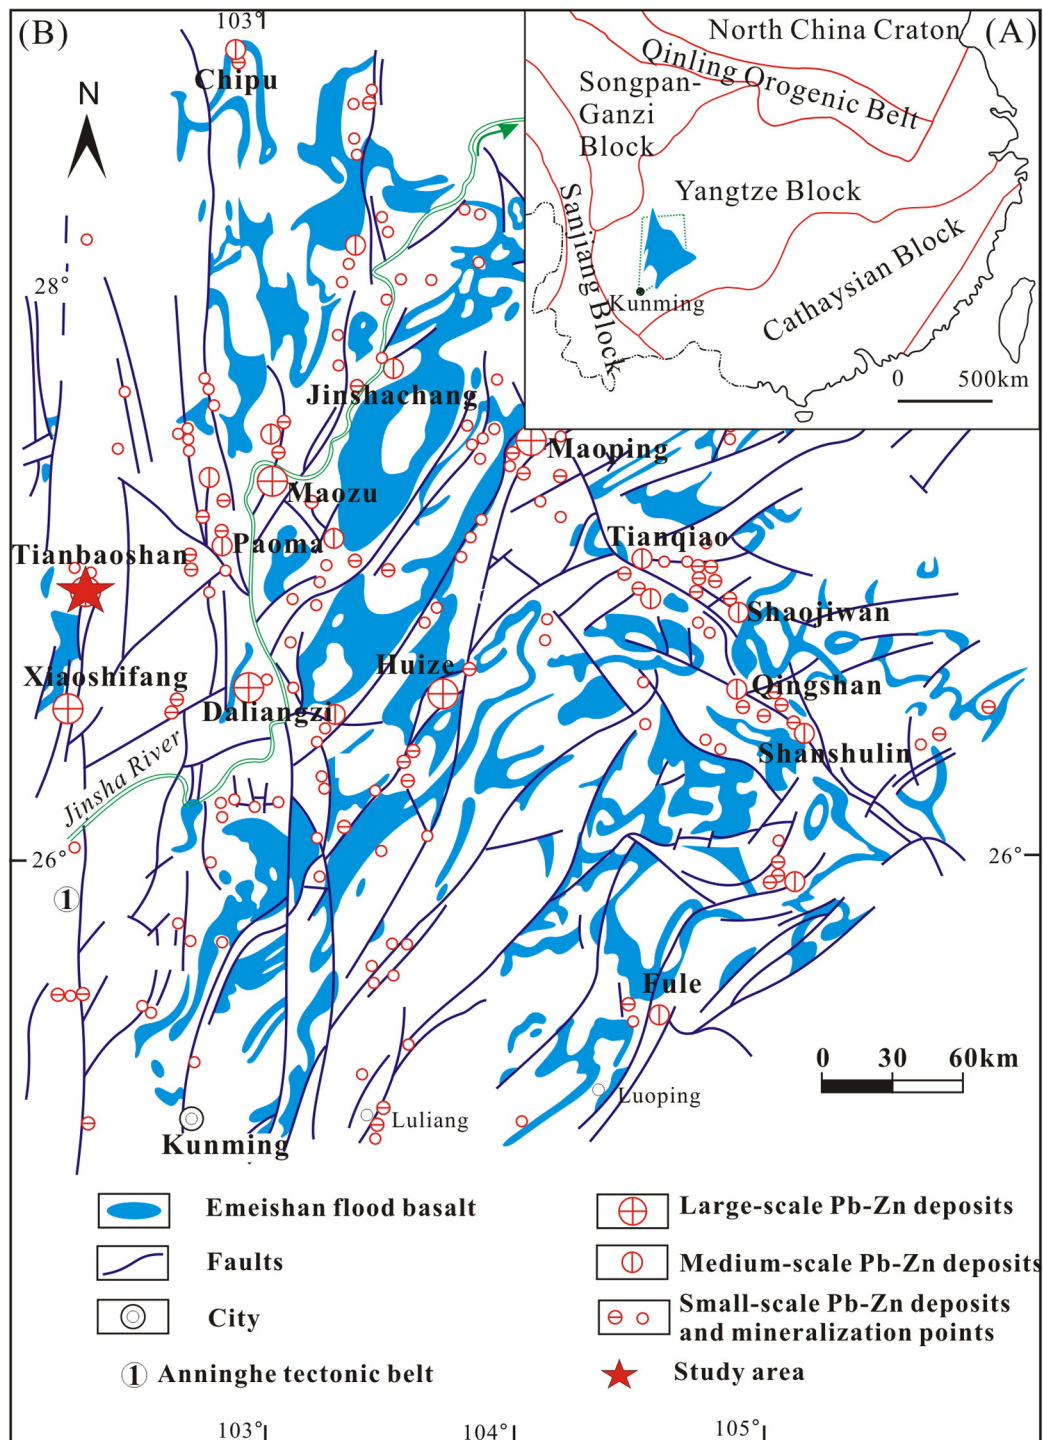 (B)
103°
N
Chipu
28°
Jinshachang
Maoping
Maozu
Tianqiao
Tianbaoshan
Paoma
Shaojiwan
Xiaoshifang
Huize
Qingshan
Daliangzi
Shanshulin
Jinsha River
26°
26°
1
Fule
0 30 60km
Luoping
Luliang
Kunming
(A)
North China Craton
Qinling Orogenic Belt
Songpan-
Ganzi
Block
Yangtze Block
Sanjiang Block
Cathaysian Block
Kunming
0 500km
Emeishan flood basalt
Faults
City
1 Anninghe tectonic belt
Large-scale Pb-Zn deposits
Medium-scale Pb-Zn deposits
Small-scale Pb-Zn deposits
and mineralization points
Study area
103° 104° 105°